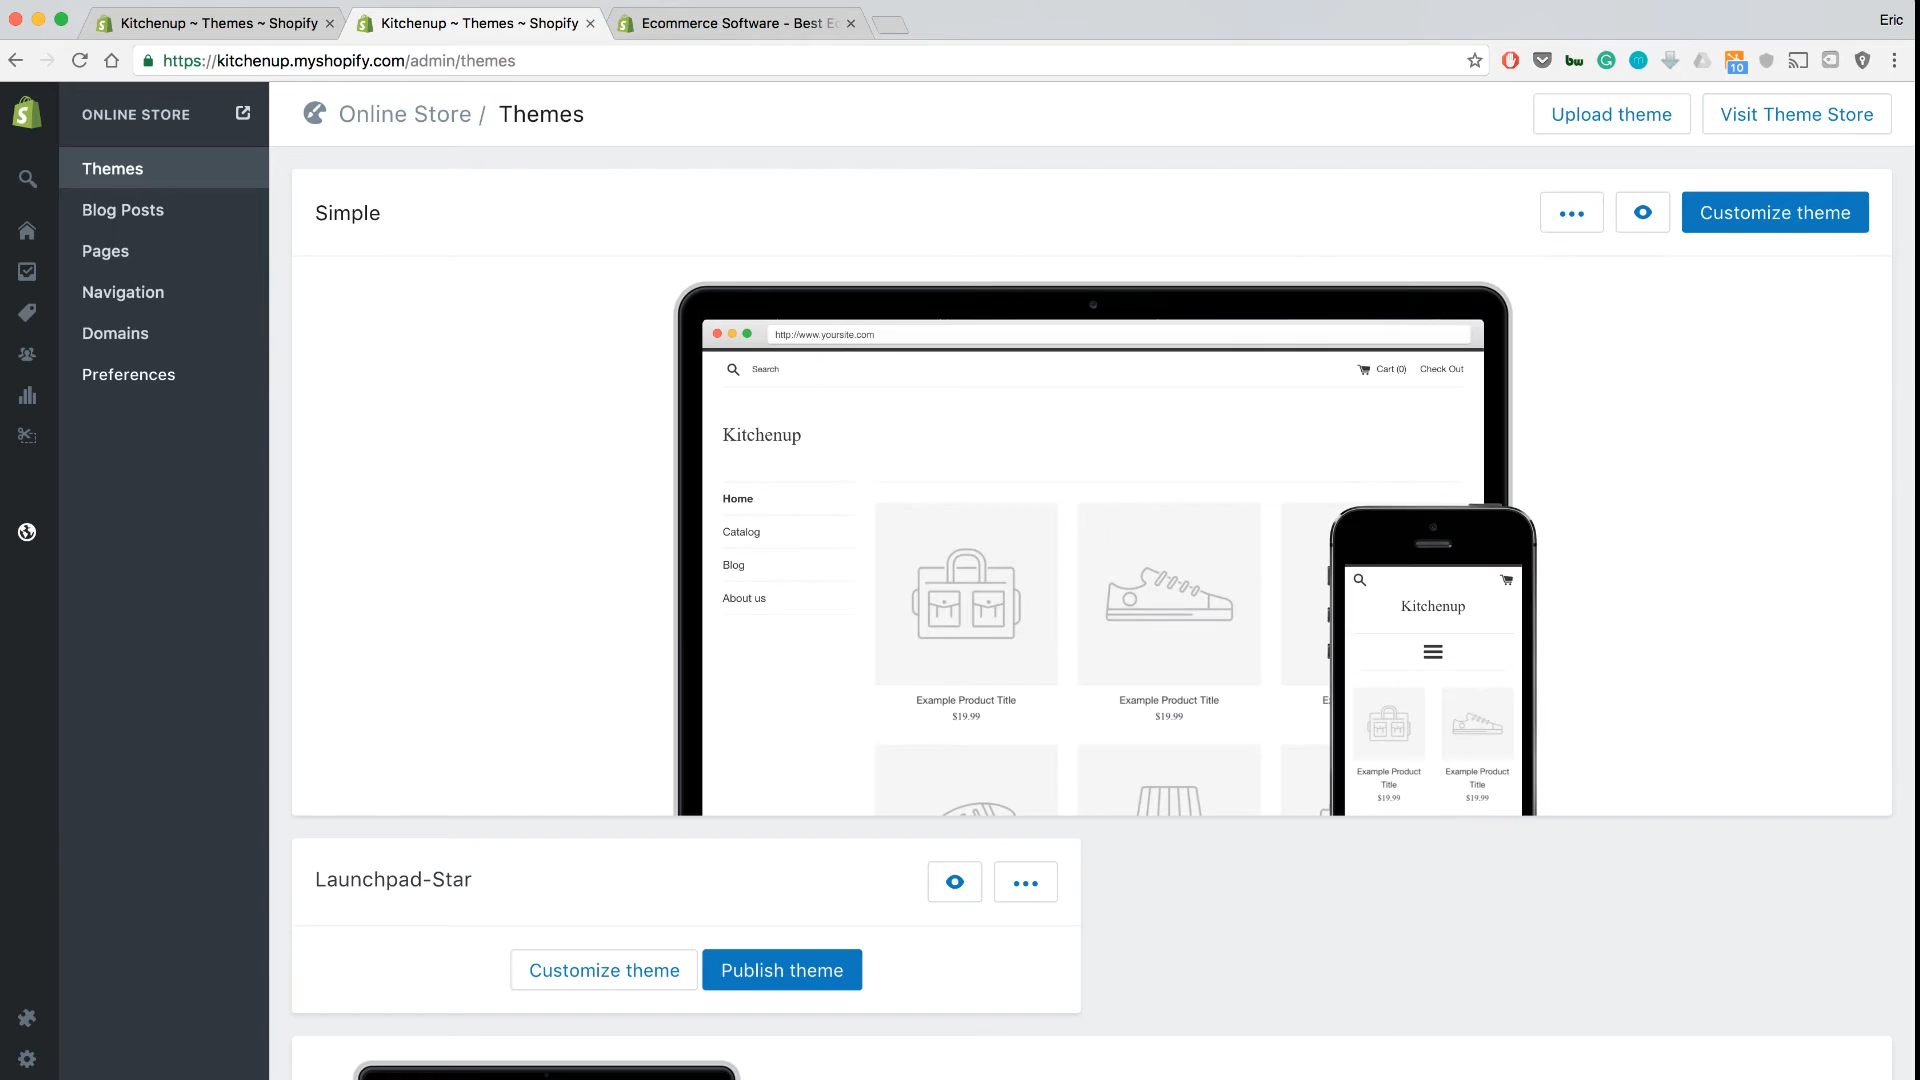 Kitchenup ~ Themes ~ Shopify
Kitchenup ~ Themes ~ Shopify
Ecommerce Software - Best Ec
Eric
https://kitchenup.myshopify.com/admin/themes
bw
G
m
10
ONLINE STORE
Online Store / Themes
Upload theme
Visit Theme Store
Themes
Blog Posts
Pages
Navigation
Domains
Preferences
Simple
Customize theme
http://www.yoursite.com
Search
Cart (0)
Check Out
Kitchenup
Home
Catalog
Blog
About us
Example Product Title
$19.99
Example Product Title
$19.99
Kitchenup
Example Product
Title
$19.99
Example Product
Title
$19.99
Launchpad-Star
Customize theme
Publish theme